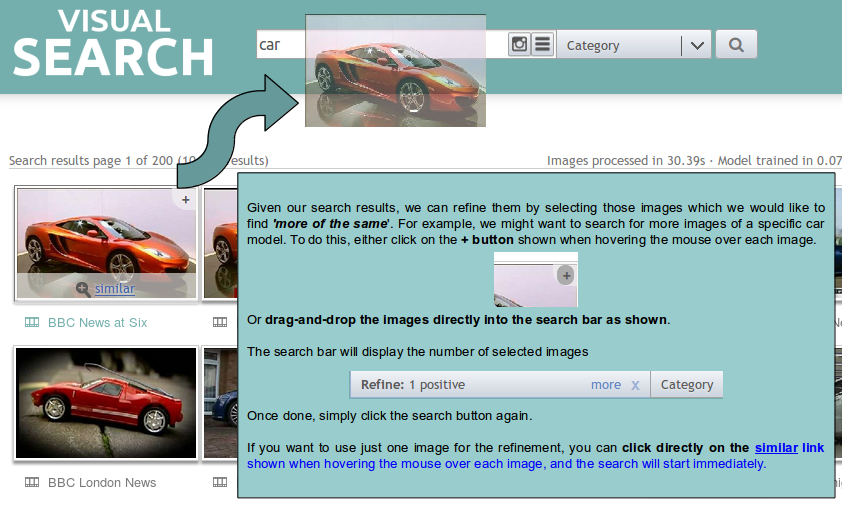 VISUAL
SEARCH
car
Category
Search results page 1 of 200 (10 results)
Images processed in 30.39s · Model trained in 0.07
+
similar
BBC News at Six
BBC London News
Given our search results, we can refine them by selecting those images which we would like to
find 'more of the same'. For example, we might want to search for more images of a specific car
model. To do this, either click on the + button shown when hovering the mouse over each image.
+
Or drag-and-drop the images directly into the search bar as shown.
The search bar will display the number of selected images
Refine: 1 positive more x Category
Once done, simply click the search button again.
If you want to use just one image for the refinement, you can click directly on the similar link
shown when hovering the mouse over each image, and the search will start immediately.